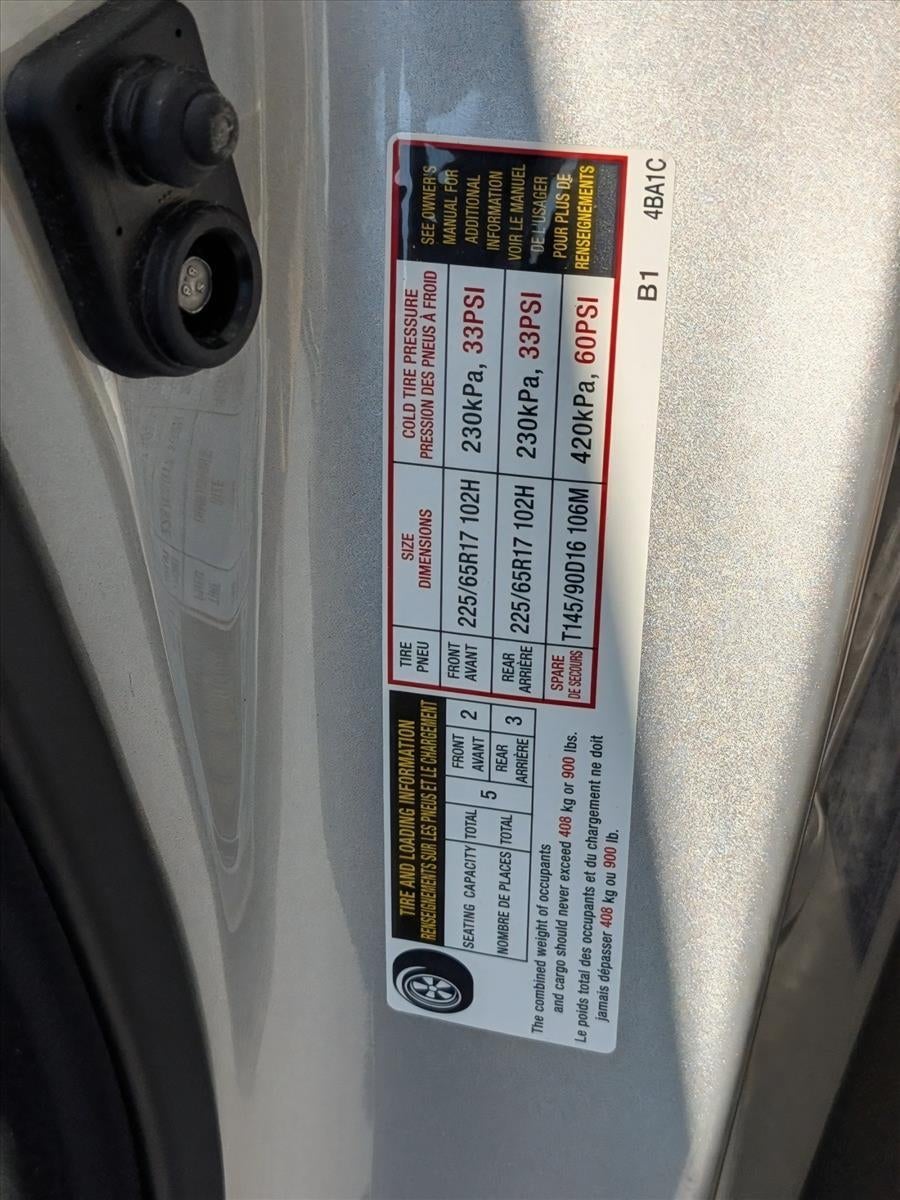 TIRE AND LOADING INFORMATION
RENSEIGNEMENTS SUR LES PNEUS ET LE CHARGEMENT
SEATING CAPACITY
NOMBRE DE PLACES
TOTAL
TOTAL
5
FRONT
AVANT
2
REAR
ARRIÈRE
3
The combined weight of occupants
and cargo should never exceed 408 kg or 900 lbs.
Le poids total des occupants et du chargement ne doit
jamais dépasser 408 kg ou 900 lb.
TIRE
PNEU
SIZE
DIMENSIONS
COLD TIRE PRESSURE
PRESSION DES PNEUS À FROID
FRONT
AVANT
225/65R17 102H
230kPa, 33PSI
REAR
ARRIÈRE
225/65R17 102H
230kPa, 33PSI
SPARE
DE SECOURS
T145/90D16 106M
420kPa, 60PSI
SEE OWNER'S
MANUAL FOR
ADDITIONAL
INFORMATION
VOIR LE MANUEL
DE L'USAGER
POUR PLUS DE
RENSEIGNEMENTS
B1 4BA1C